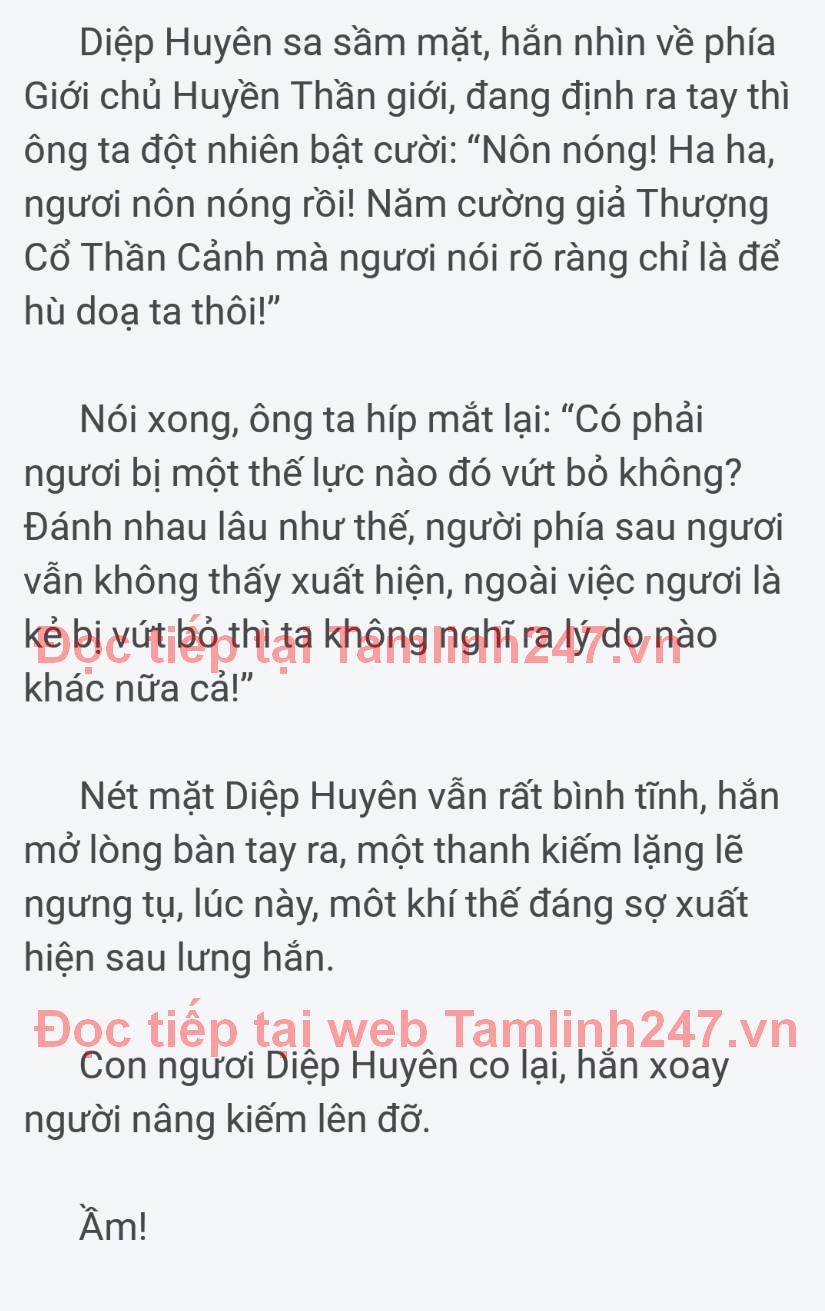 Diệp Huyên sa sầm mặt, hắn nhìn về phía
Giới chủ Huyền Thần giới, đang định ra tay thì
ông ta đột nhiên bật cười: “Nôn nóng! Ha ha,
ngươi nôn nóng rồi! Năm cường giả Thượng
Cổ Thần Cảnh mà ngươi nói rõ ràng chỉ là để
hù doạ ta thôi!”
Nói xong, ông ta híp mắt lại: “Có phải
ngươi bị một thế lực nào đó vứt bỏ không?
Đánh nhau lâu như thế, người phía sau ngươi
vẫn không thấy xuất hiện, ngoài việc ngươi là
kẻ bị vứt bỏ thì ta không nghĩ ra lý do nào
Đọc tiếp tại Tamlinh247.vn
khác nữa cả!”
Nét mặt Diệp Huyên vẫn rất bình tĩnh, hắn
mở lòng bàn tay ra, một thanh kiếm lặng lẽ
ngưng tụ, lúc này, môt khí thế đáng sợ xuất
hiện sau lưng hắn.
Đọc tiếp tại web Tamlinh247.vn
Con ngươi Diệp Huyên co lại, hắn xoay
người nâng kiếm lên đỡ.
Ầm!